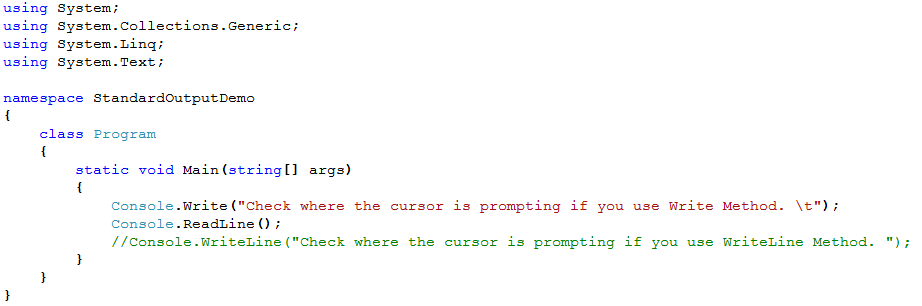 using System;
using System.Collections.Generic;
using System.Linq;
using System.Text;

namespace StandardOutputDemo
{
    class Program
    {
        static void Main(string[] args)
        {
            Console.Write("Check where the cursor is prompting if you use Write Method. \t");
            Console.ReadLine();
            //Console.WriteLine("Check where the cursor is prompting if you use WriteLine Method. ");
        }
    }
}